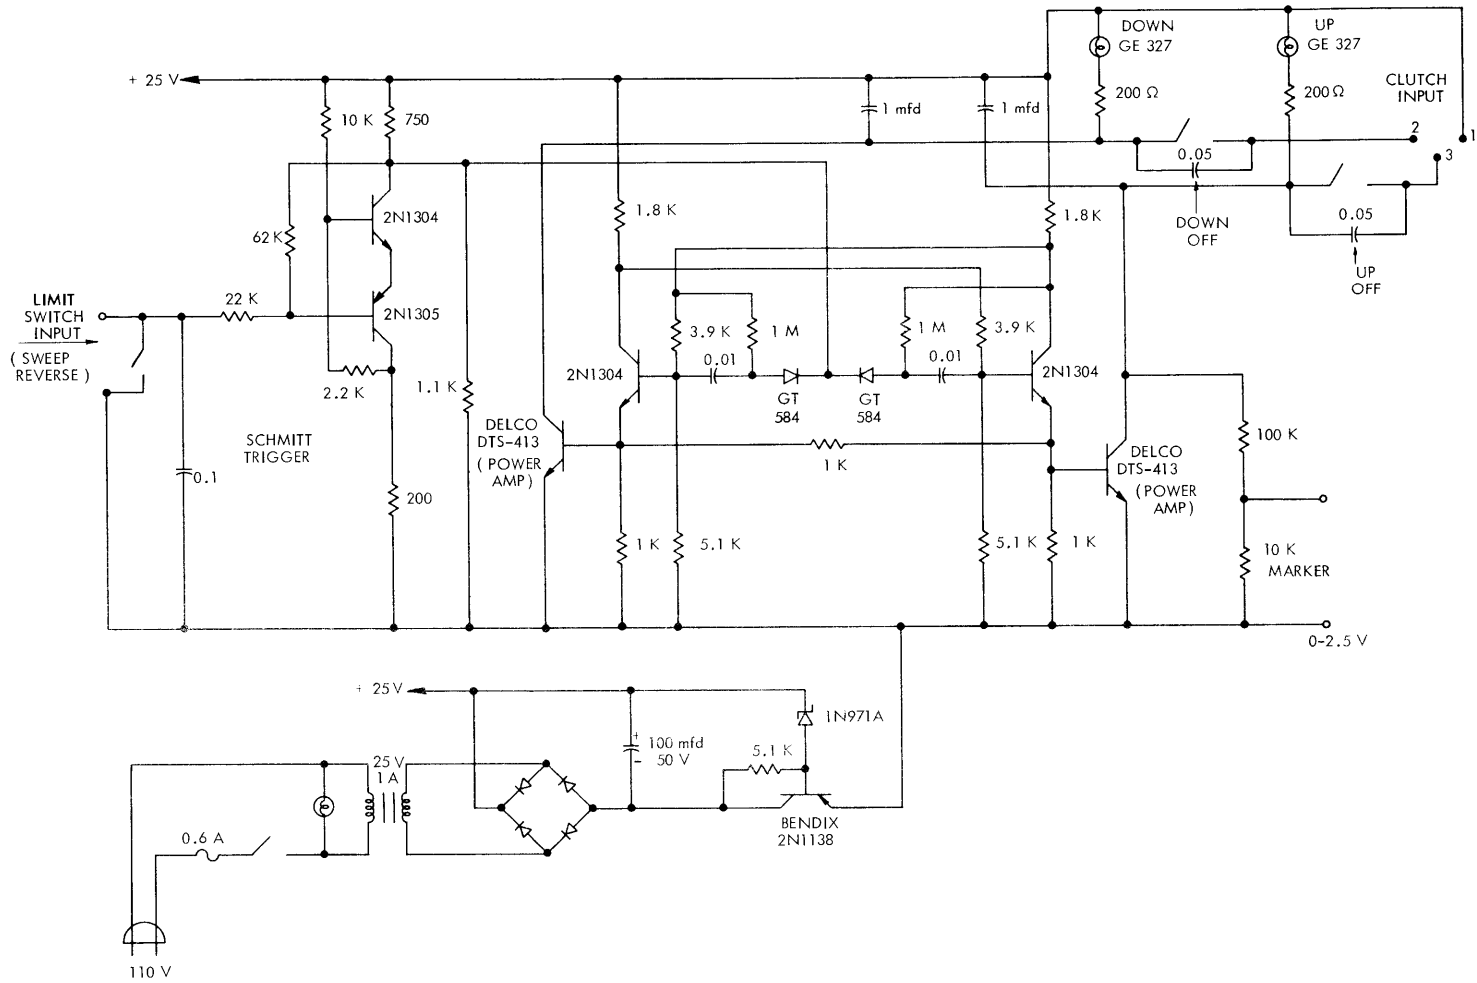 DOWN
GE 327
UP
GE 327
+ 25 V
10 K
750
1 mfd
1 mfd
200 Ω
200 Ω
CLUTCH
INPUT
2
1
3
0.05
DOWN
OFF
0.05
UP
OFF
2N1304
1.8 K
1.8 K
62 K
LIMIT
SWITCH
INPUT
( SWEEP
REVERSE )
22 K
2N1305
3.9 K
1 M
1 M
3.9 K
0.01
0.01
2N1304
2N1304
2.2 K
1.1 K
GT
584
GT
584
SCHMITT
TRIGGER
DELCO
DTS-413
( POWER
AMP )
1 K
DELCO
DTS-413
( POWER
AMP )
100 K
0.1
200
1 K
5.1 K
5.1 K
1 K
10 K
MARKER
0-2.5 V
+ 25V
1N971A
+
100 mfd
50 V
-
5.1 K
25 V
1 A
BENDIX
2N1138
0.6 A
110 V